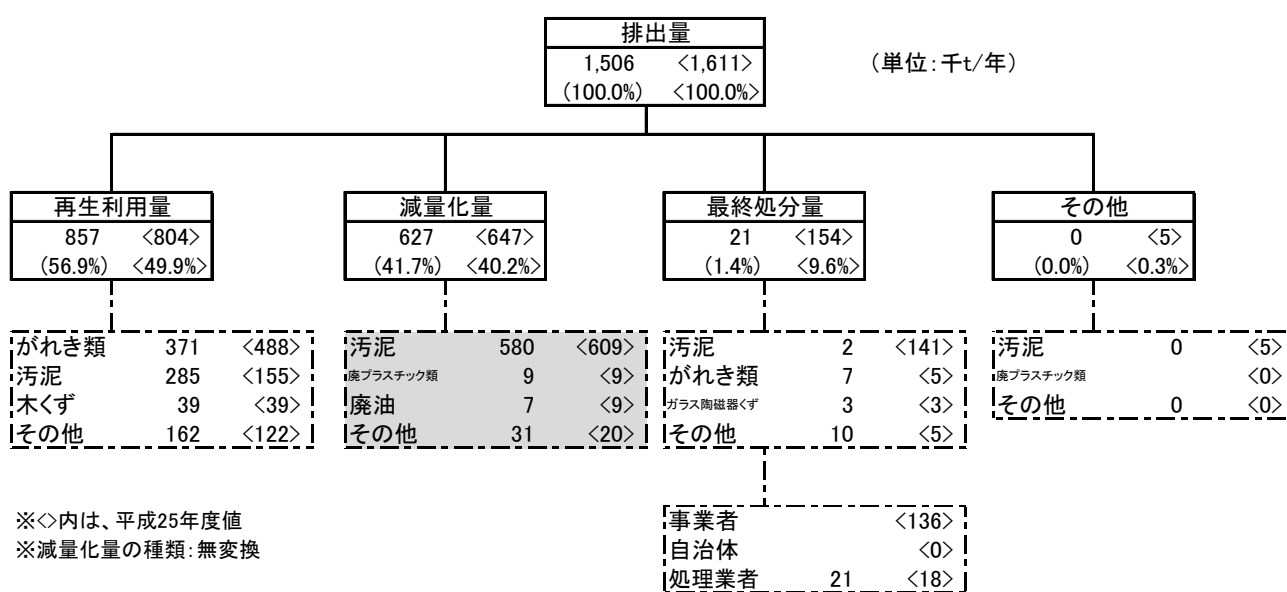 排出量
1,506 <1,611>
(100.0%) <100.0%>
（単位：千t/年）
再生利用量
857 <804>
(56.9%) <49.9%>
減量化量
627 <647>
(41.7%) <40.2%>
最終処分量
21 <154>
(1.4%) <9.6%>
その他
0 <5>
(0.0%) <0.3%>
がれき類 371 <488>
汚泥 285 <155>
木くず 39 <39>
その他 162 <122>
汚泥 580 <609>
廃プラスチック類 9 <9>
廃油 7 <9>
その他 31 <20>
汚泥 2 <141>
がれき類 7 <5>
ガラス陶磁器くず 3 <3>
その他 10 <5>
汚泥 0 <5>
廃プラスチック類 <0>
その他 0 <0>
事業者 <136>
自治体 <0>
処理業者 21 <18>
※<>内は、平成25年度値
※減量化量の種類：無変換